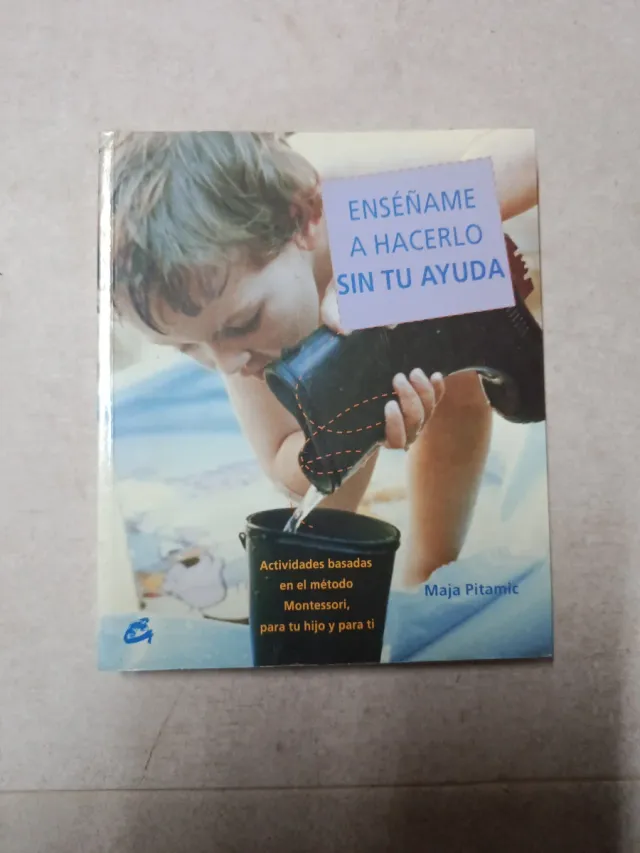 ENSÉÑAME
A HACERLO
SIN TU AYUDA
Actividades basadas
en el método
Montessori,
para tu hijo y para ti
Maja Pitamic